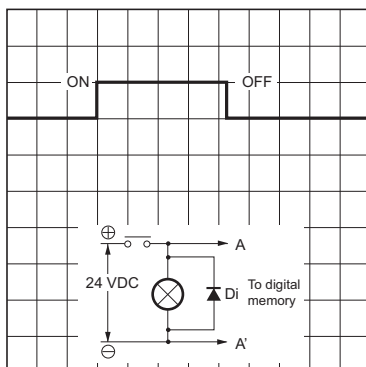 ON OFF
⊕
A
24 VDC
Di
To digital
memory
⊖
A'